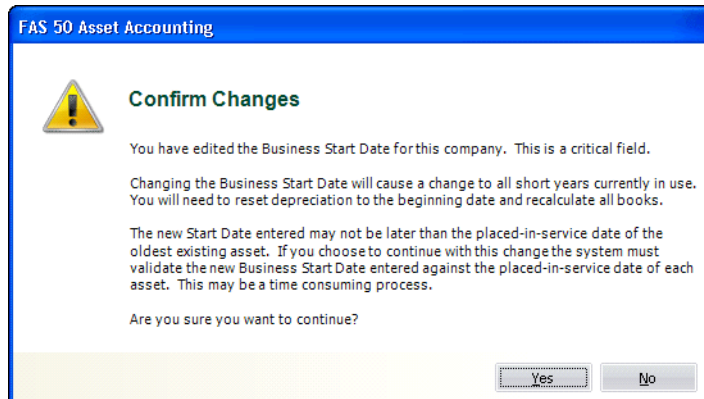 FAS 50 Asset Accounting
Confirm Changes
You have edited the Business Start Date for this company. This is a critical field.
Changing the Business Start Date will cause a change to all short years currently in use.
You will need to reset depreciation to the beginning date and recalculate all books.
The new Start Date entered may not be later than the placed-in-service date of the
oldest existing asset. If you choose to continue with this change the system must
validate the new Business Start Date entered against the placed-in-service date of each
asset. This may be a time consuming process.
Are you sure you want to continue?
Yes
No